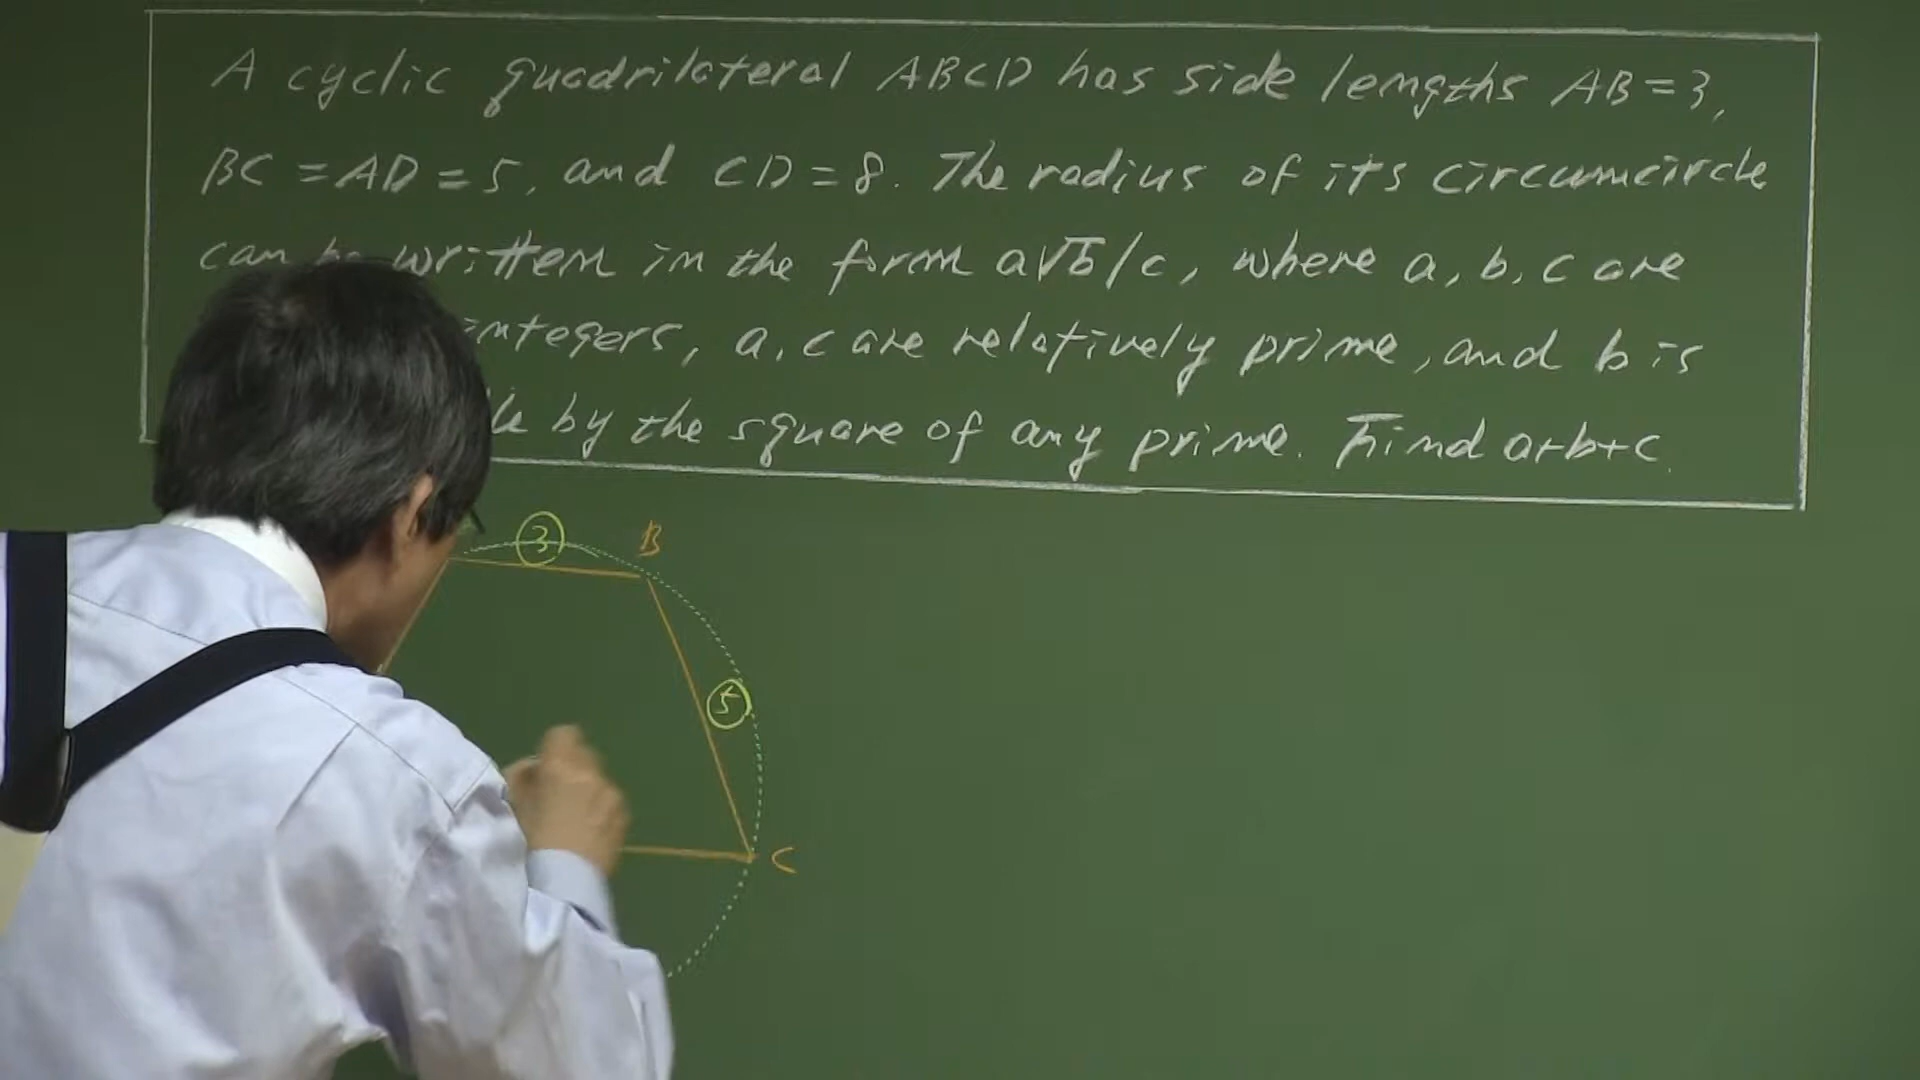 A cyclic quadrilateral ABCD has side lengths AB=3,
BC=AD=5, and CD=8. The radius of its circumcircle
can be written in the form a√b/c, where a, b, c are
integers, a, c are relatively prime, and b is
by the square of any prime. Find a+b+c.
3
B
5
C